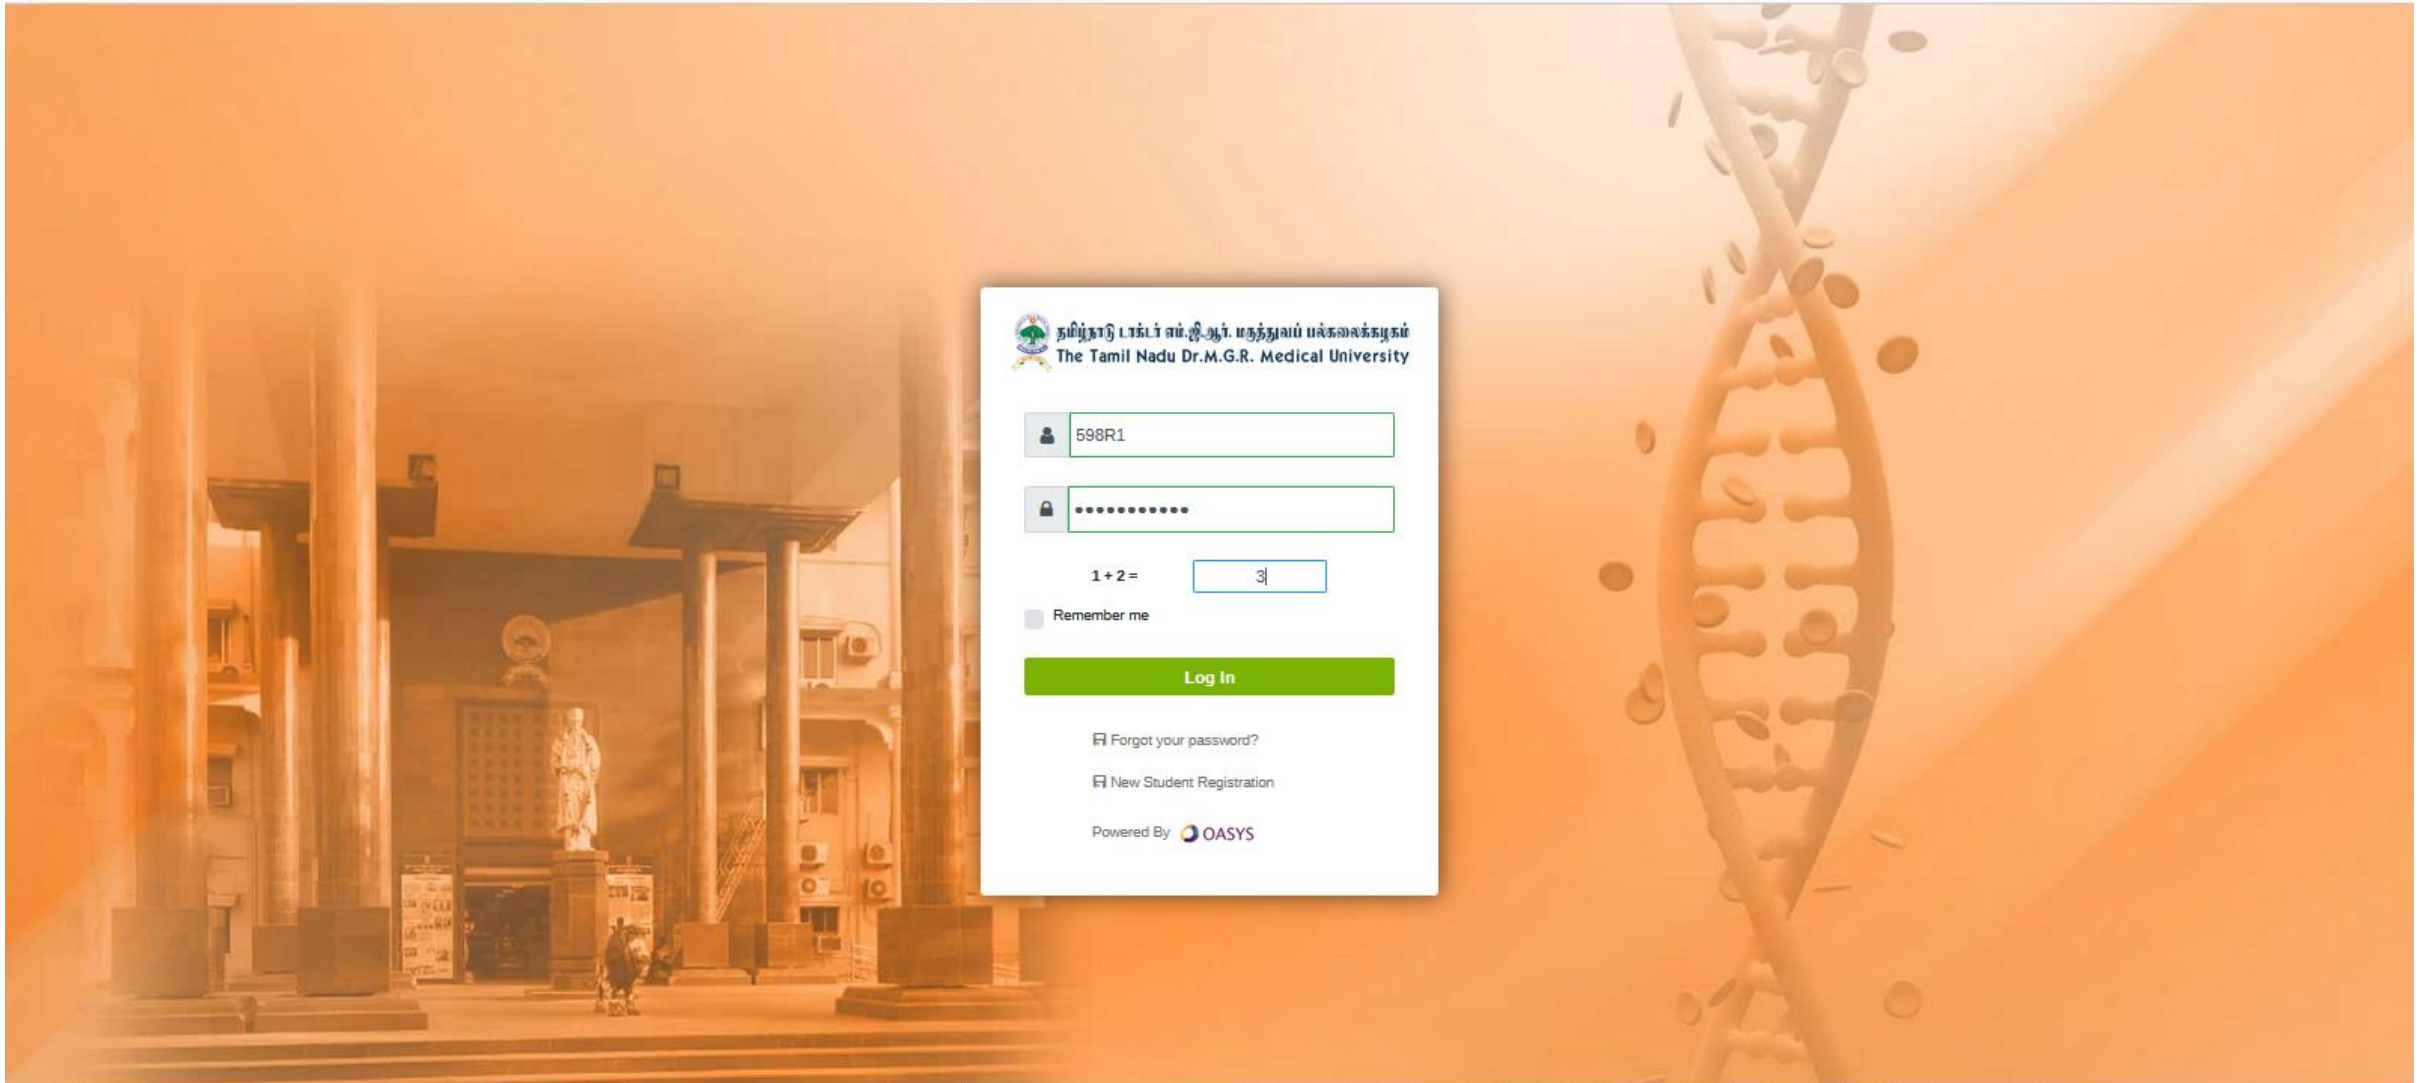 தமிழ்நாடு டாக்டர் எம்.ஜி.ஆர். மருத்துவப் பல்கலைக்கழகம்
The Tamil Nadu Dr.M.G.R. Medical University
598R1
•••••••••••
1 + 2 = 3
Remember me
Log In
Forgot your password?
New Student Registration
Powered By OASYS